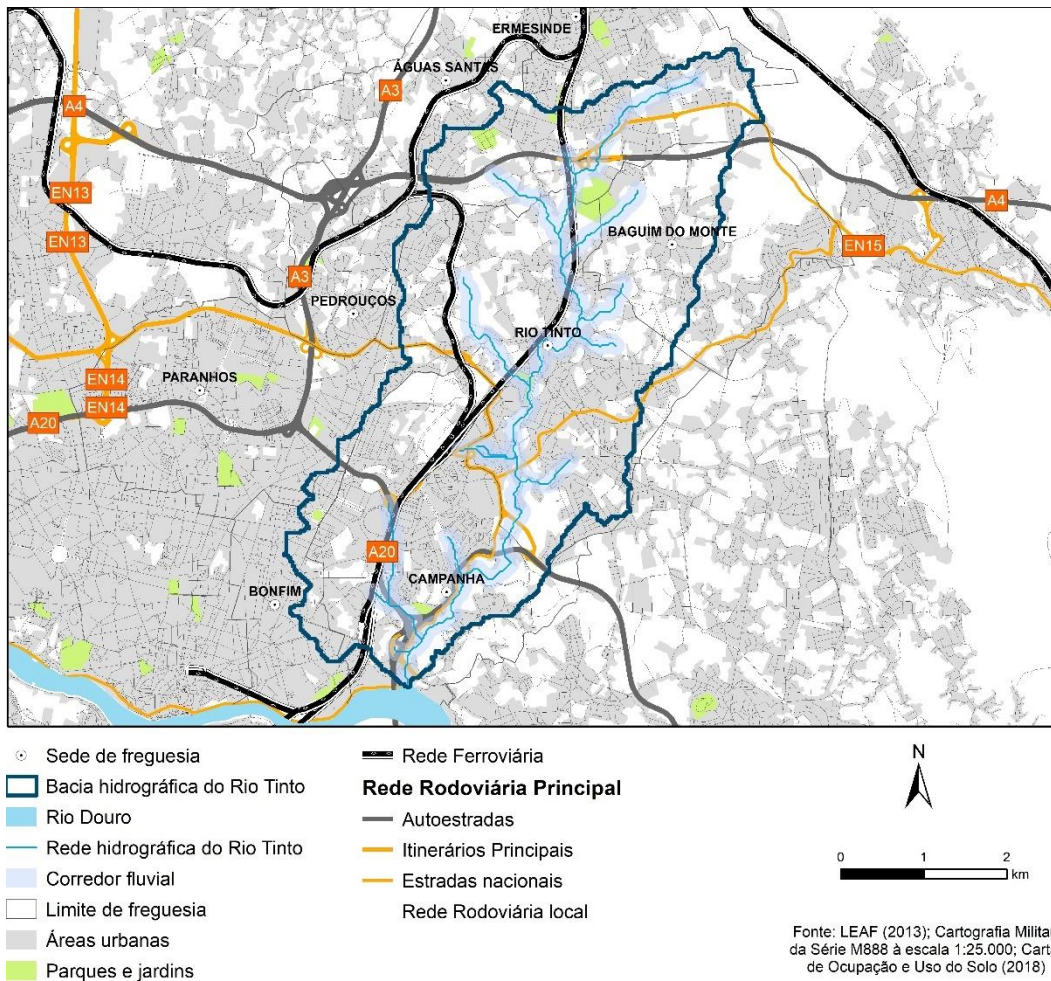 ERMESINDE
ÁGUAS SANTAS
A3
A4
EN13
A4
BAGUIM DO MONTE
EN13
EN15
A3
PEDROUÇOS
RIO TINTO
EN14
PARANHOS
EN14
A20
A20
CAMPANHA
BONFIM
Sede de freguesia
Bacia hidrográfica do Rio Tinto
Rio Douro
Rede hidrográfica do Rio Tinto
Corredor fluvial
Limite de freguesia
Áreas urbanas
Parques e jardins
Rede Ferroviária
Rede Rodoviária Principal
Autoestradas
Itinerários Principais
Estradas nacionais
Rede Rodoviária local
N
0 1 2
km
Fonte: LEAF (2013); Cartografia Militar
da Série M888 à escala 1:25.000; Cart
de Ocupação e Uso do Solo (2018)